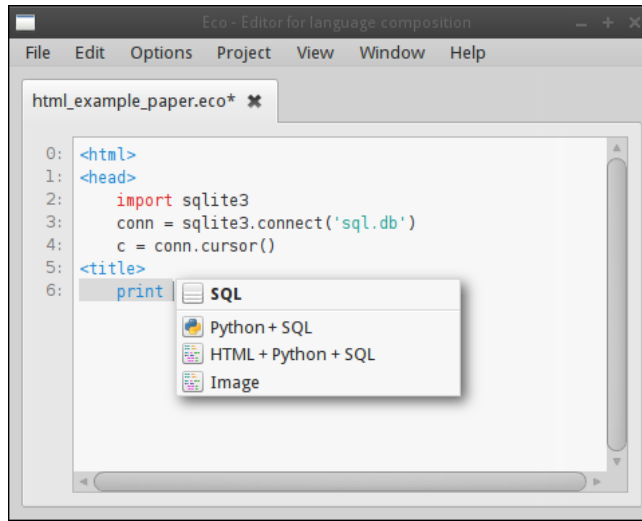 Eco - Editor for language composition
File Edit Options Project View Window Help
html_example_paper.eco*
0: <html>
1: <head>
2: import sqlite3
3: conn = sqlite3.connect('sql.db')
4: c = conn.cursor()
5: <title>
6: print
SQL
Python + SQL
HTML + Python + SQL
Image